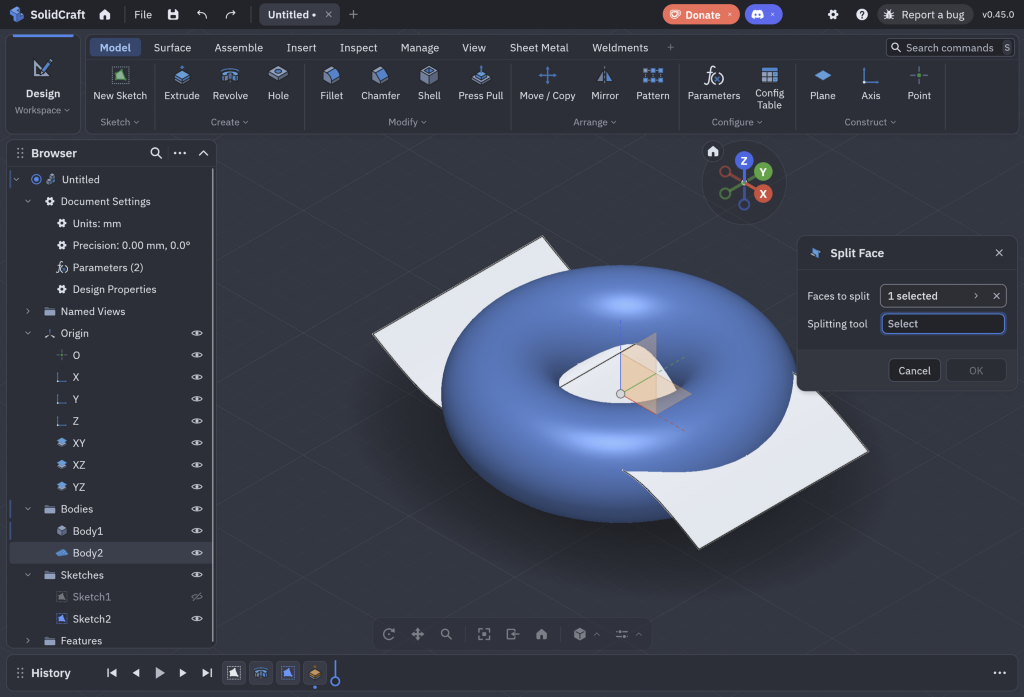 SolidCraft
File
Untitled •
Donate
Report a bug
v0.45.0
Design
Workspace
Model
Surface
Assemble
Insert
Inspect
Manage
View
Sheet Metal
Weldments
Search commands
S
New Sketch
Extrude
Revolve
Hole
Fillet
Chamfer
Shell
Press Pull
Move / Copy
Mirror
Pattern
Parameters
Config
Table
Plane
Axis
Point
Sketch
Create
Modify
Arrange
Configure
Construct
Browser
Untitled
Document Settings
Units: mm
Precision: 0.00 mm, 0.0°
Parameters (2)
Design Properties
Named Views
Origin
O
X
Y
Z
XY
XZ
YZ
Bodies
Body1
Body2
Sketches
Sketch1
Sketch2
Features
Z
Y
X
Split Face
Faces to split
1 selected
Splitting tool
Select
Cancel
OK
History